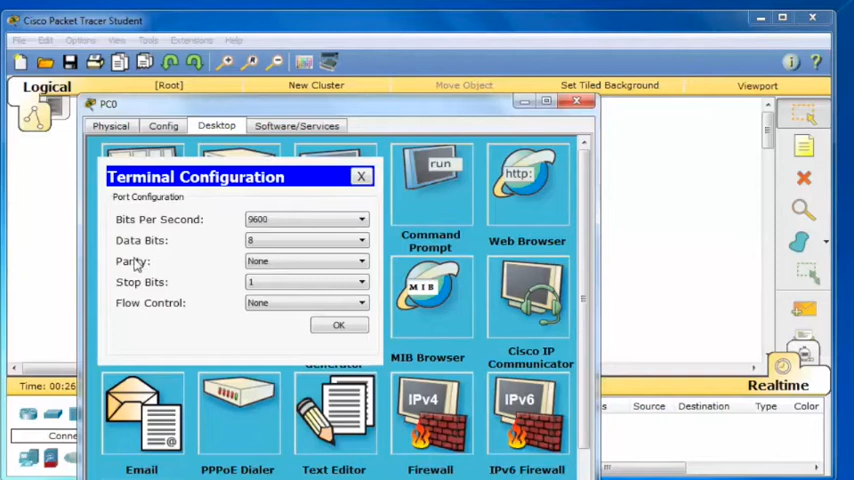 Cisco Packet Tracer Student
File Edit Options View Tools Extensions Help
Logical [Root] New Cluster Move Object Set Tiled Background Viewport
PC0
Physical Config Desktop Software/Services
Terminal Configuration X
Port Configuration
Bits Per Second: 9600
Data Bits: 8
Parity: None
Stop Bits: 1
Flow Control: None
OK
run
Command
Prompt
http:
Web Browser
MIB
MIB Browser
Cisco IP
Communicator
Generator
Email
PPPoE Dialer
Text Editor
IPv4
Firewall
IPv6
IPv6 Firewall
Time: 00:26
Realtime
Source Destination Type Color